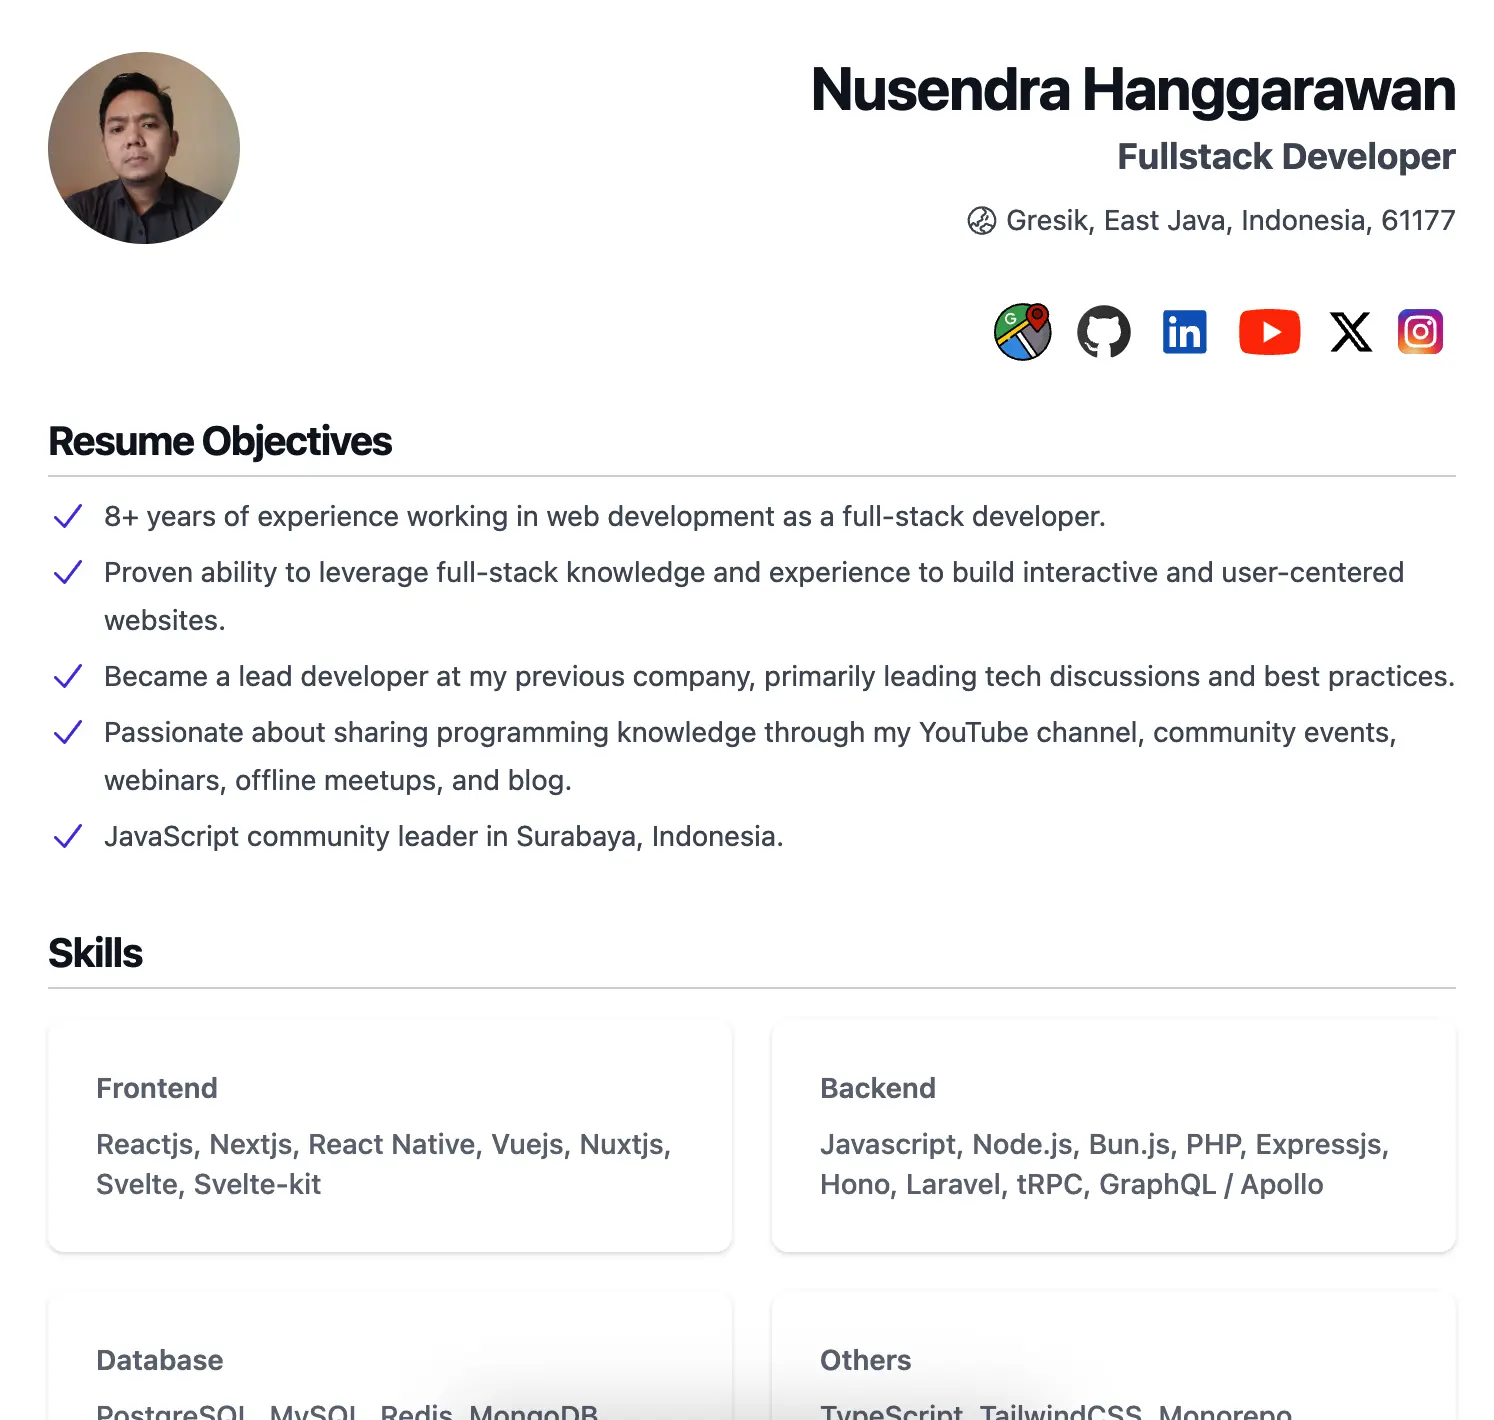 Nusendra Hanggarawan
Fullstack Developer
Gresik, East Java, Indonesia, 61177
G
in
Resume Objectives
8+ years of experience working in web development as a full-stack developer.
Proven ability to leverage full-stack knowledge and experience to build interactive and user-centered
websites.
Became a lead developer at my previous company, primarily leading tech discussions and best practices.
Passionate about sharing programming knowledge through my YouTube channel, community events,
webinars, offline meetups, and blog.
JavaScript community leader in Surabaya, Indonesia.
Skills
Frontend
Reactjs, Nextjs, React Native, Vuejs, Nuxtjs,
Svelte, Svelte-kit
Backend
Javascript, Node.js, Bun.js, PHP, Expressjs,
Hono, Laravel, tRPC, GraphQL / Apollo
Database
PostgreSQL, MySQL, Redis, MongoDB
Others
TypeScript, TailwindCSS, Monorepo